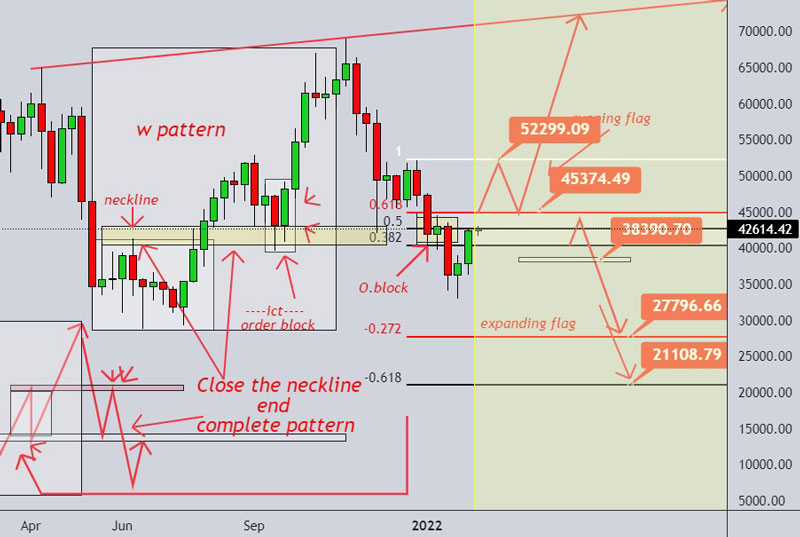 70000.00
65000.00
60000.00
55000.00
50000.00
45000.00
42614.42
40000.00
35000.00
30000.00
25000.00
20000.00
15000.00
10000.00
5000.00
w pattern
neckline
52299.09
flag
1
45374.49
0.618
0.5
0.382
38390.70
O.block
----ict----
order block
-0.272
expanding flag
27796.66
21108.79
-0.618
Close the neckline
end
complete pattern
Apr
Jun
Sep
2022